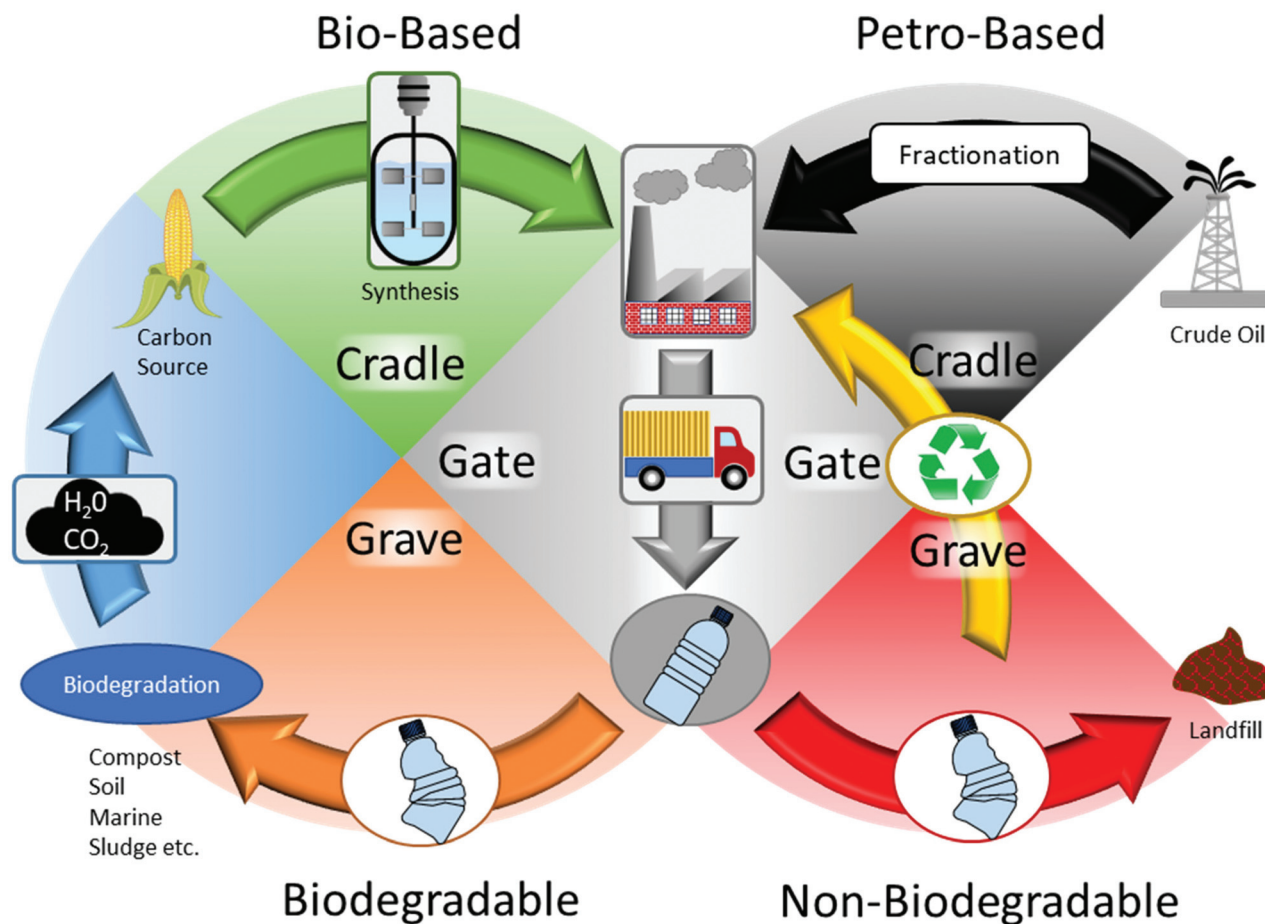 Bio-Based
Petro-Based
Fractionation
Synthesis
Carbon
Source
Crude Oil
Cradle
Cradle
Gate
Gate
H₂0
CO₂
Grave
Grave
Biodegradation
Landfill
Compost
Soil
Marine
Sludge etc.
Biodegradable
Non-Biodegradable